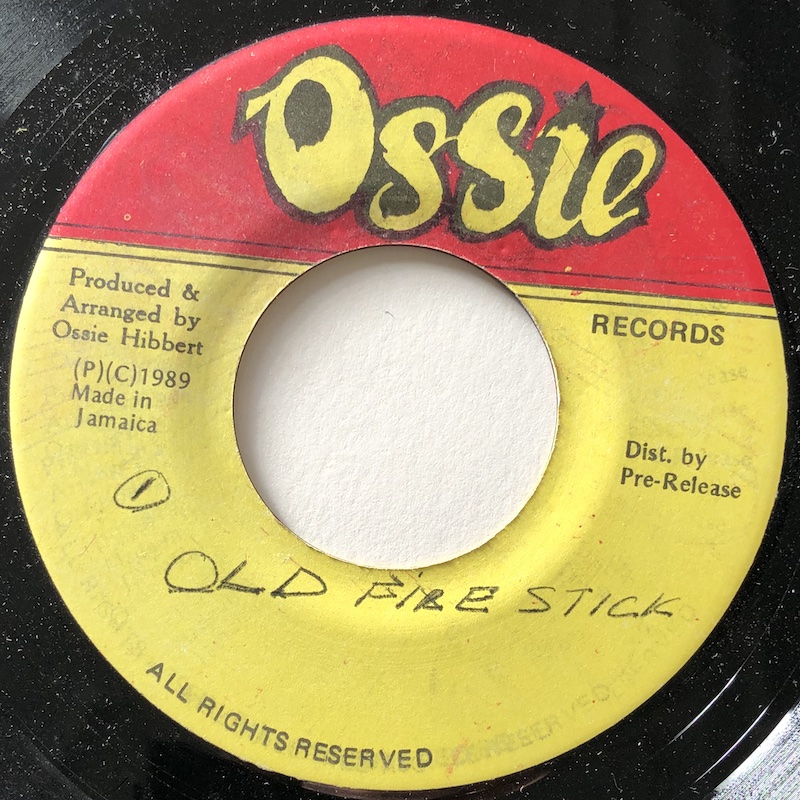 Ossie
RECORDS
Produced &
Arranged by
Ossie Hibbert
(P)(C)1989
Made in
Jamaica
Dist. by
Pre-Release
1
OLD FIRE STICK
ALL RIGHTS RESERVED